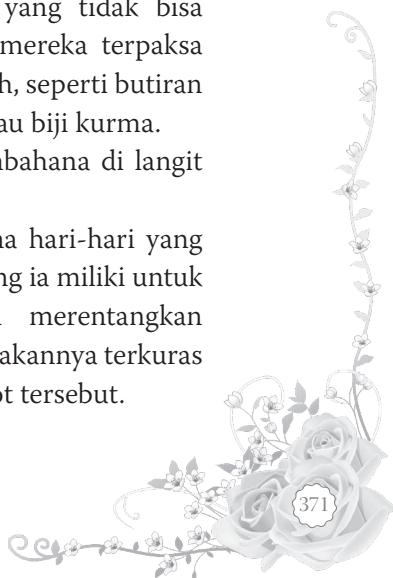 yang tidak bisa
mereka terpaksa
h, seperti butiran
au biji kurma.
bahana di langit
na hari-hari yang
ng ia miliki untuk
merentangkan
akannya terkuras
ot tersebut.
371